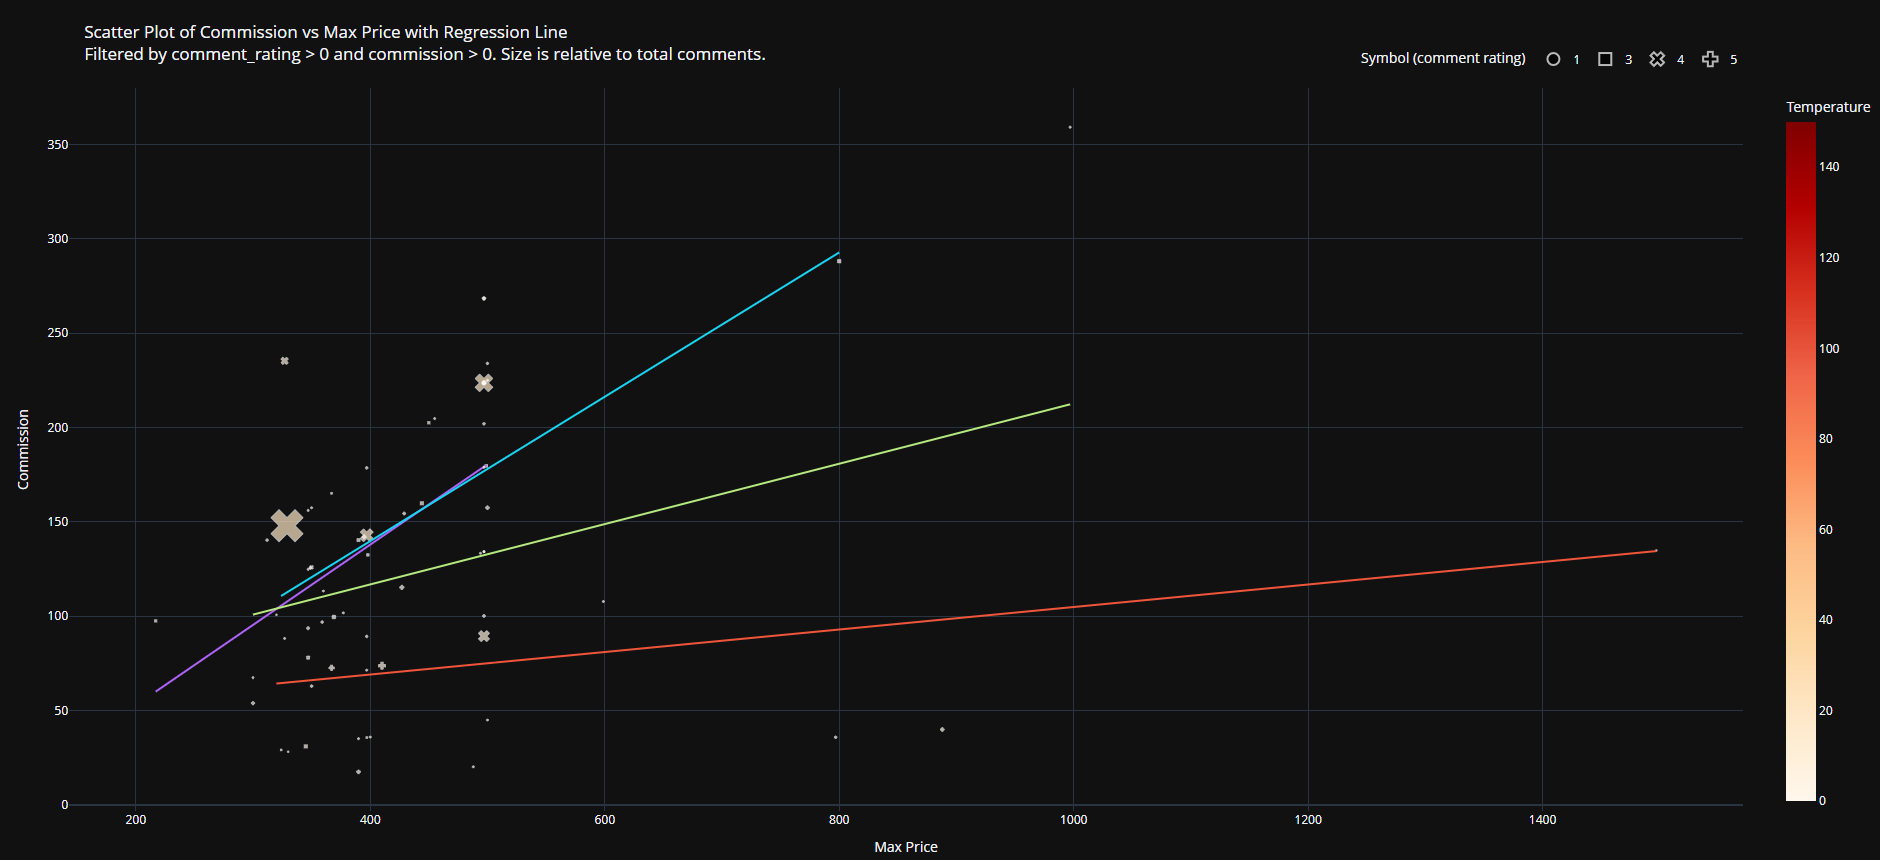 Scatter Plot of Commission vs Max Price with Regression Line
Filtered by comment_rating > 0 and commission > 0. Size is relative to total comments.
Symbol (comment rating) 1 3 4 5
Temperature
140
120
100
80
60
40
20
0
Commission
350
300
250
200
150
100
50
0
200 400 600 800 1000 1200 1400
Max Price